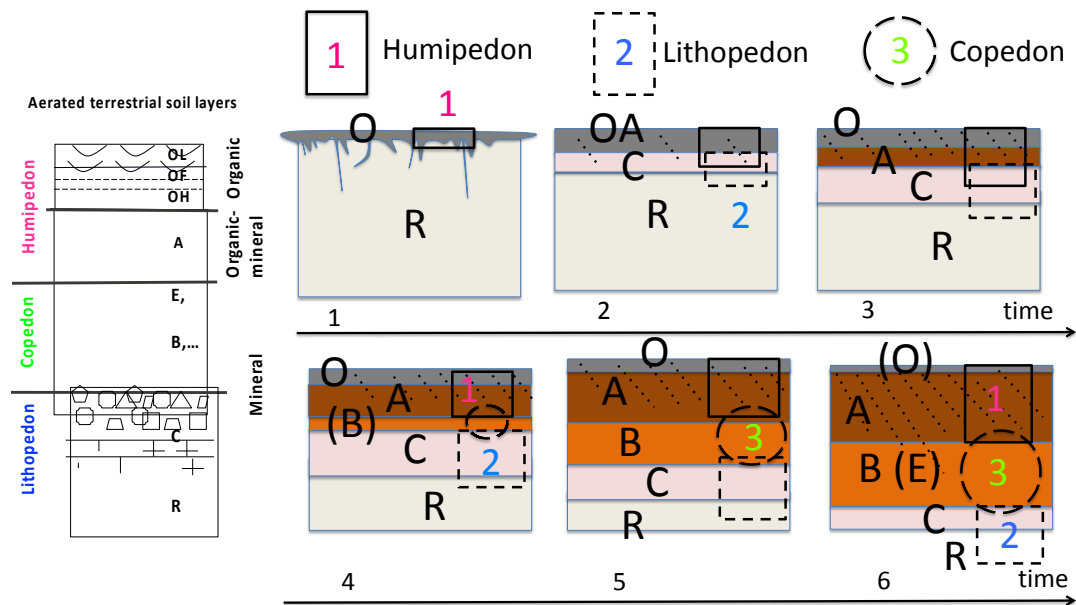 1 Humipedon
2 Lithopedon
3 Copedon
Aerated terrestrial soil layers
OL
OF
OH
A
E,
B,...
C
R
Humipedon
Copedon
Lithopedon
Organic
Organic-
mineral
Mineral
1
O
R
1
OA
C
R
2
2
O
A
C
R
3
time
O
A
1
(B)
C
2
R
4
O
A
B
3
C
R
5
(O)
A
1
B (E)
3
C
2
R
6
time